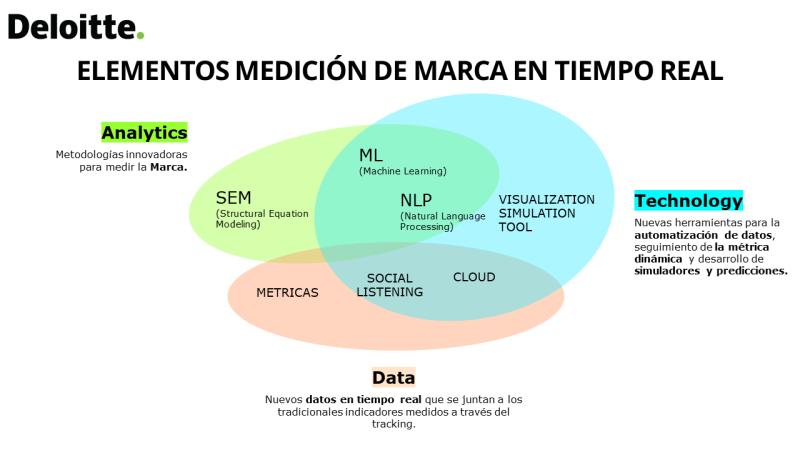 Deloitte.
ELEMENTOS MEDICIÓN DE MARCA EN TIEMPO REAL
Analytics
Metodologías innovadoras
para medir la Marca.
ML
(Machine Learning)
SEM
(Structural Equation
Modeling)
NLP
(Natural Language
Processing)
VISUALIZATION
SIMULATION
TOOL
Technology
Nuevas herramientas para la
automatización de datos,
seguimiento de la métrica
dinámica y desarrollo de
simuladores y predicciones.
METRICAS
SOCIAL
LISTENING
CLOUD
Data
Nuevos datos en tiempo real que se juntan a los
tradicionales indicadores medidos a través del
tracking.